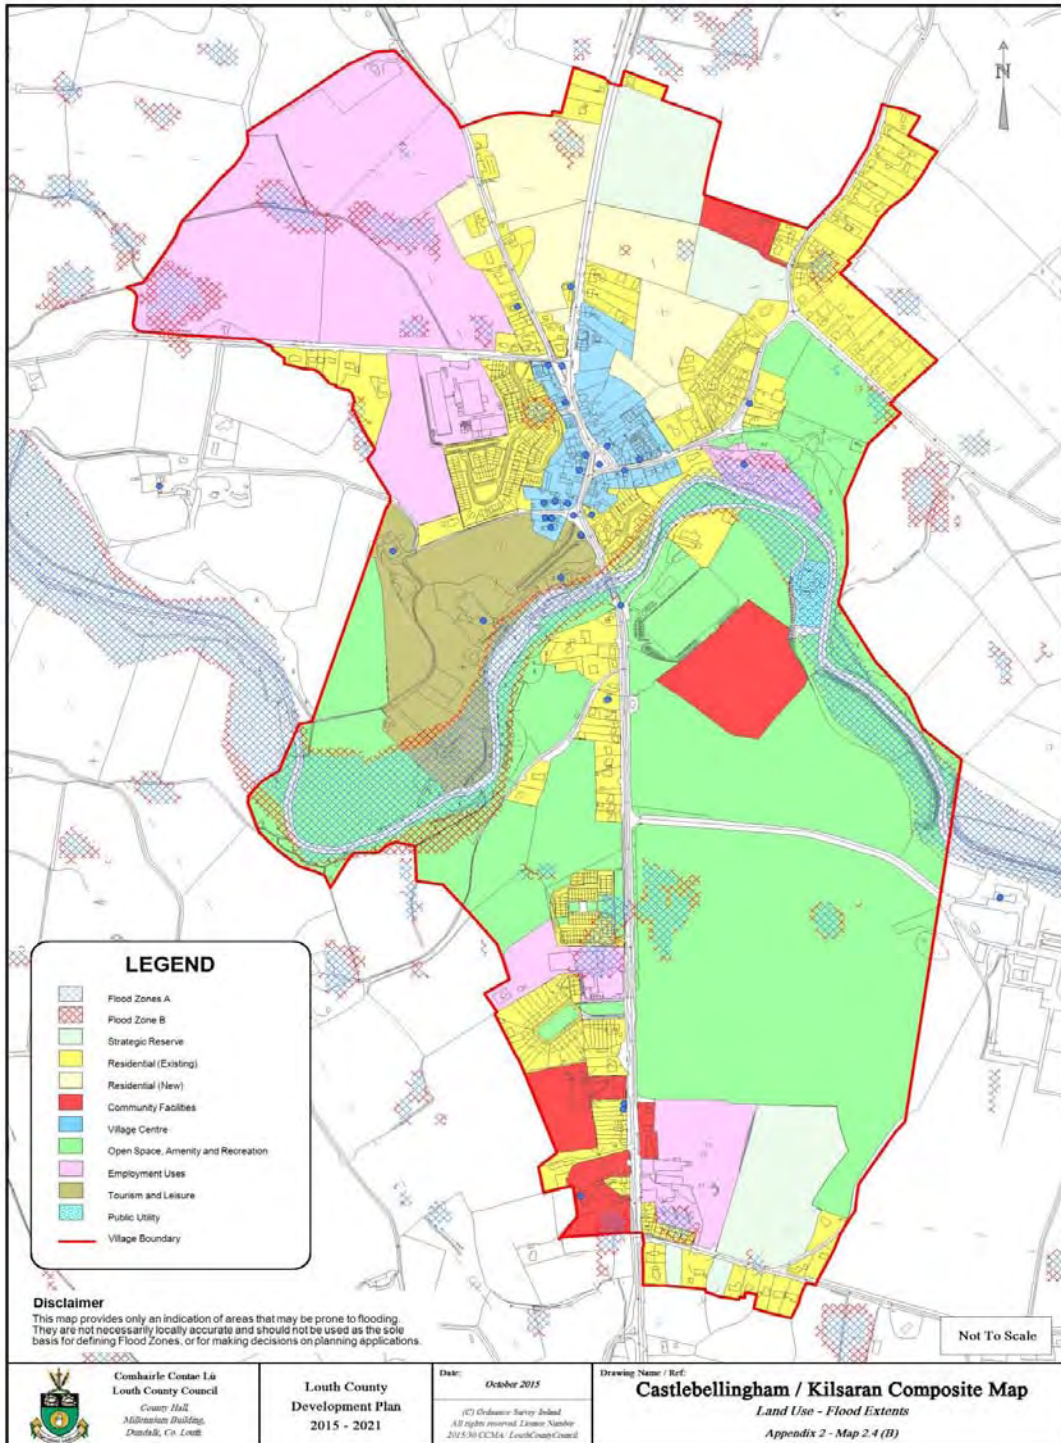 N
LEGEND
Flood Zones A
Flood Zone B
Strategic Reserve
Residential (Existing)
Residential (New)
Community Facilities
Village Centre
Open Space, Amenity and Recreation
Employment Uses
Tourism and Leisure
Public Utility
Village Boundary
Disclaimer
This map provides only an indication of areas that may be prone to flooding.
They are not necessarily locally accurate and should not be used as the sole
basis for defining Flood Zones, or for making decisions on planning applications.
Not To Scale
Comhairle Contae Lú
Louth County Council
County Hall,
Millennium Building,
Dundalk, Co. Louth
Louth County
Development Plan
2015 - 2021
Date:
October 2015
(C) Ordnance Survey Ireland
All rights reserved. Licence Number
2015/30 CCMA/ LouthCountyCouncil
Drawing Name / Ref:
Castlebellingham / Kilsaran Composite Map
Land Use - Flood Extents
Appendix 2 - Map 2.4 (B)